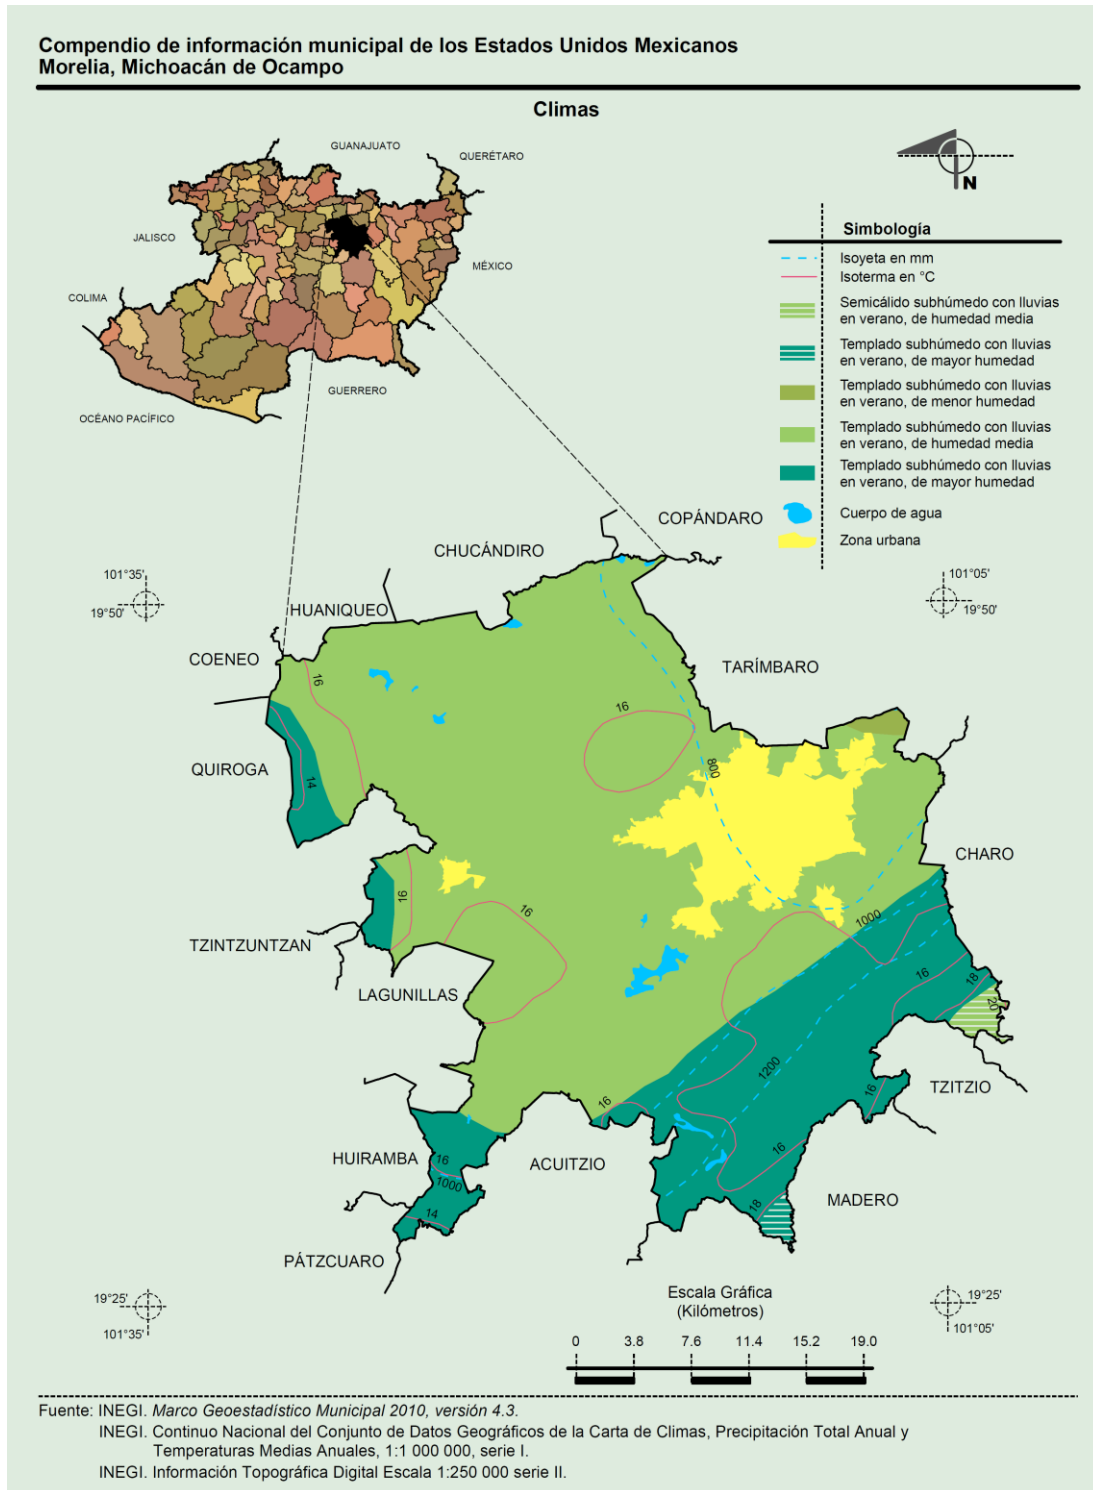 Compendio de información municipal de los Estados Unidos Mexicanos
Morelia, Michoacán de Ocampo
Climas
GUANAJUATO
QUERÉTARO
JALISCO
MÉXICO
COLIMA
GUERRERO
OCÉANO PACÍFICO
N
Simbología
Isoyeta en mm
Isoterma en °C
Semicálido subhúmedo con lluvias
en verano, de humedad media
Templado subhúmedo con lluvias
en verano, de mayor humedad
Templado subhúmedo con lluvias
en verano, de menor humedad
Templado subhúmedo con lluvias
en verano, de humedad media
Templado subhúmedo con lluvias
en verano, de mayor humedad
Cuerpo de agua
Zona urbana
COPÁNDARO
CHUCÁNDIRO
101°35'
19°50'
101°05'
19°50'
HUANIQUEO
COENEO
TARÍMBARO
16
16
QUIROGA
14
800
CHARO
16
16
1000
TZINTZUNTZAN
LAGUNILLAS
16
18
20
1200
TZITZIO
16
16
HUIRAMBA
16
1000
ACUITZIO
16
14
18
MADERO
PÁTZCUARO
19°25'
101°35'
19°25'
101°05'
Escala Gráfica
(Kilómetros)
0 3.8 7.6 11.4 15.2 19.0
Fuente: INEGI. Marco Geoestadístico Municipal 2010, versión 4.3.
INEGI. Continuo Nacional del Conjunto de Datos Geográficos de la Carta de Climas, Precipitación Total Anual y
Temperaturas Medias Anuales, 1:1 000 000, serie I.
INEGI. Información Topográfica Digital Escala 1:250 000 serie II.